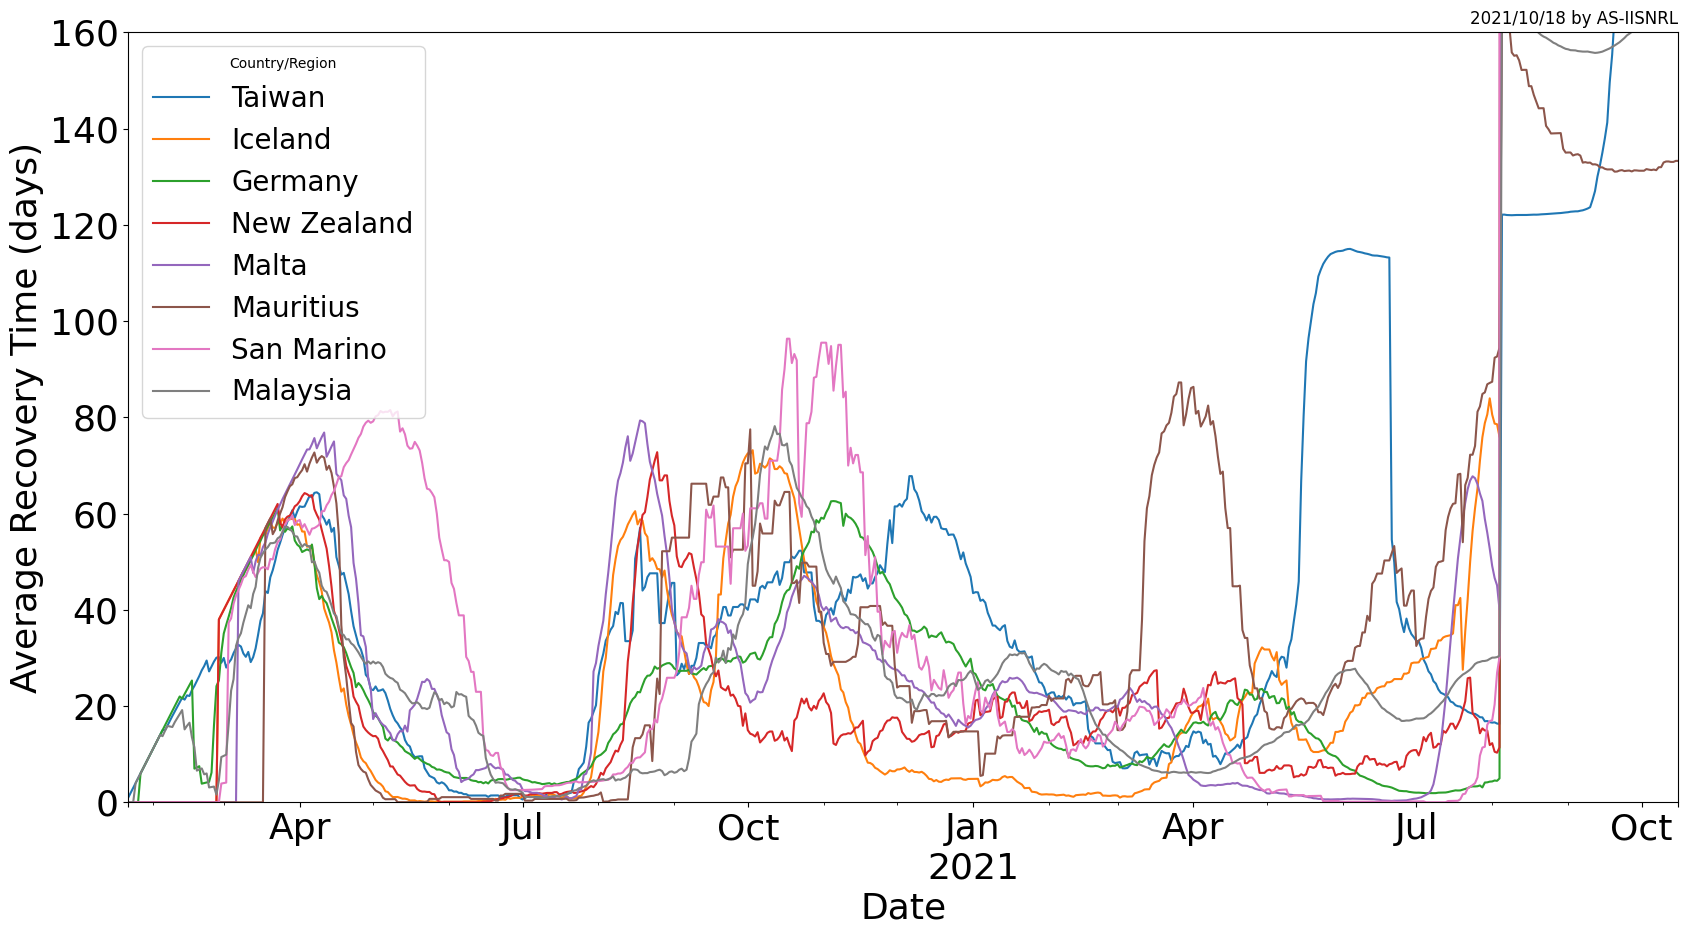 2021/10/18 by AS-IISNRL
Average Recovery Time (days)
160
140
120
100
80
60
40
20
0
Country/Region
Taiwan
Iceland
Germany
New Zealand
Malta
Mauritius
San Marino
Malaysia
Apr Jul Oct Jan Apr Jul Oct
2021
Date